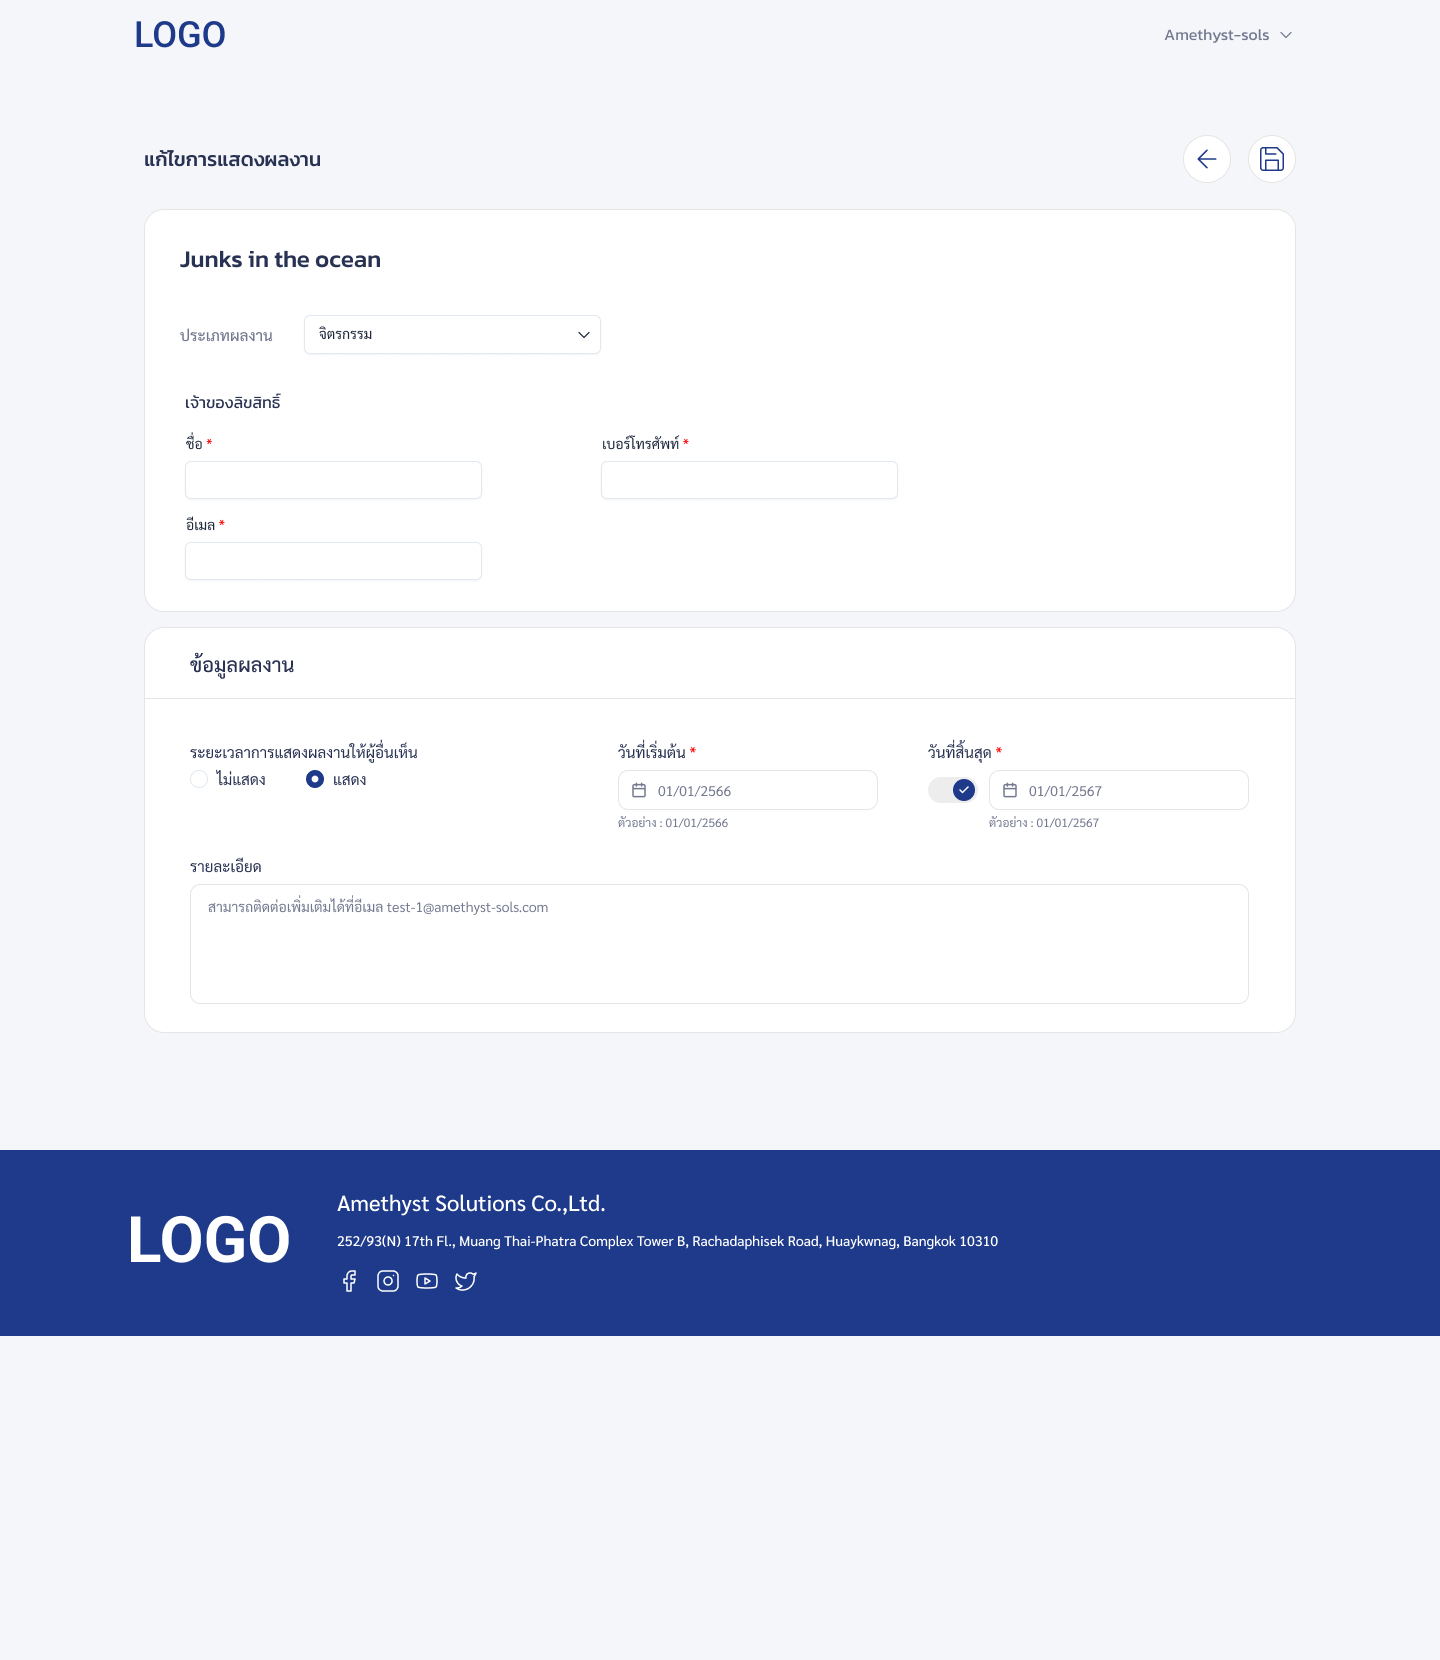 LOGO
Amethyst-sols
แก้ไขการแสดงผลงาน
Junks in the ocean
ประเภทผลงาน
จิตรกรรม
เจ้าของลิขสิทธิ์
ชื่อ *
เบอร์โทรศัพท์ *
อีเมล *
ข้อมูลผลงาน
ระยะเวลาการแสดงผลงานให้ผู้อื่นเห็น
ไม่แสดง
แสดง
วันที่เริ่มต้น *
01/01/2566
ตัวอย่าง : 01/01/2566
วันที่สิ้นสุด *
01/01/2567
ตัวอย่าง : 01/01/2567
รายละเอียด
สามารถติดต่อเพิ่มเติมได้ที่อีเมล test-1@amethyst-sols.com
LOGO
Amethyst Solutions Co.,Ltd.
252/93(N) 17th Fl., Muang Thai-Phatra Complex Tower B, Rachadaphisek Road, Huaykwnag, Bangkok 10310